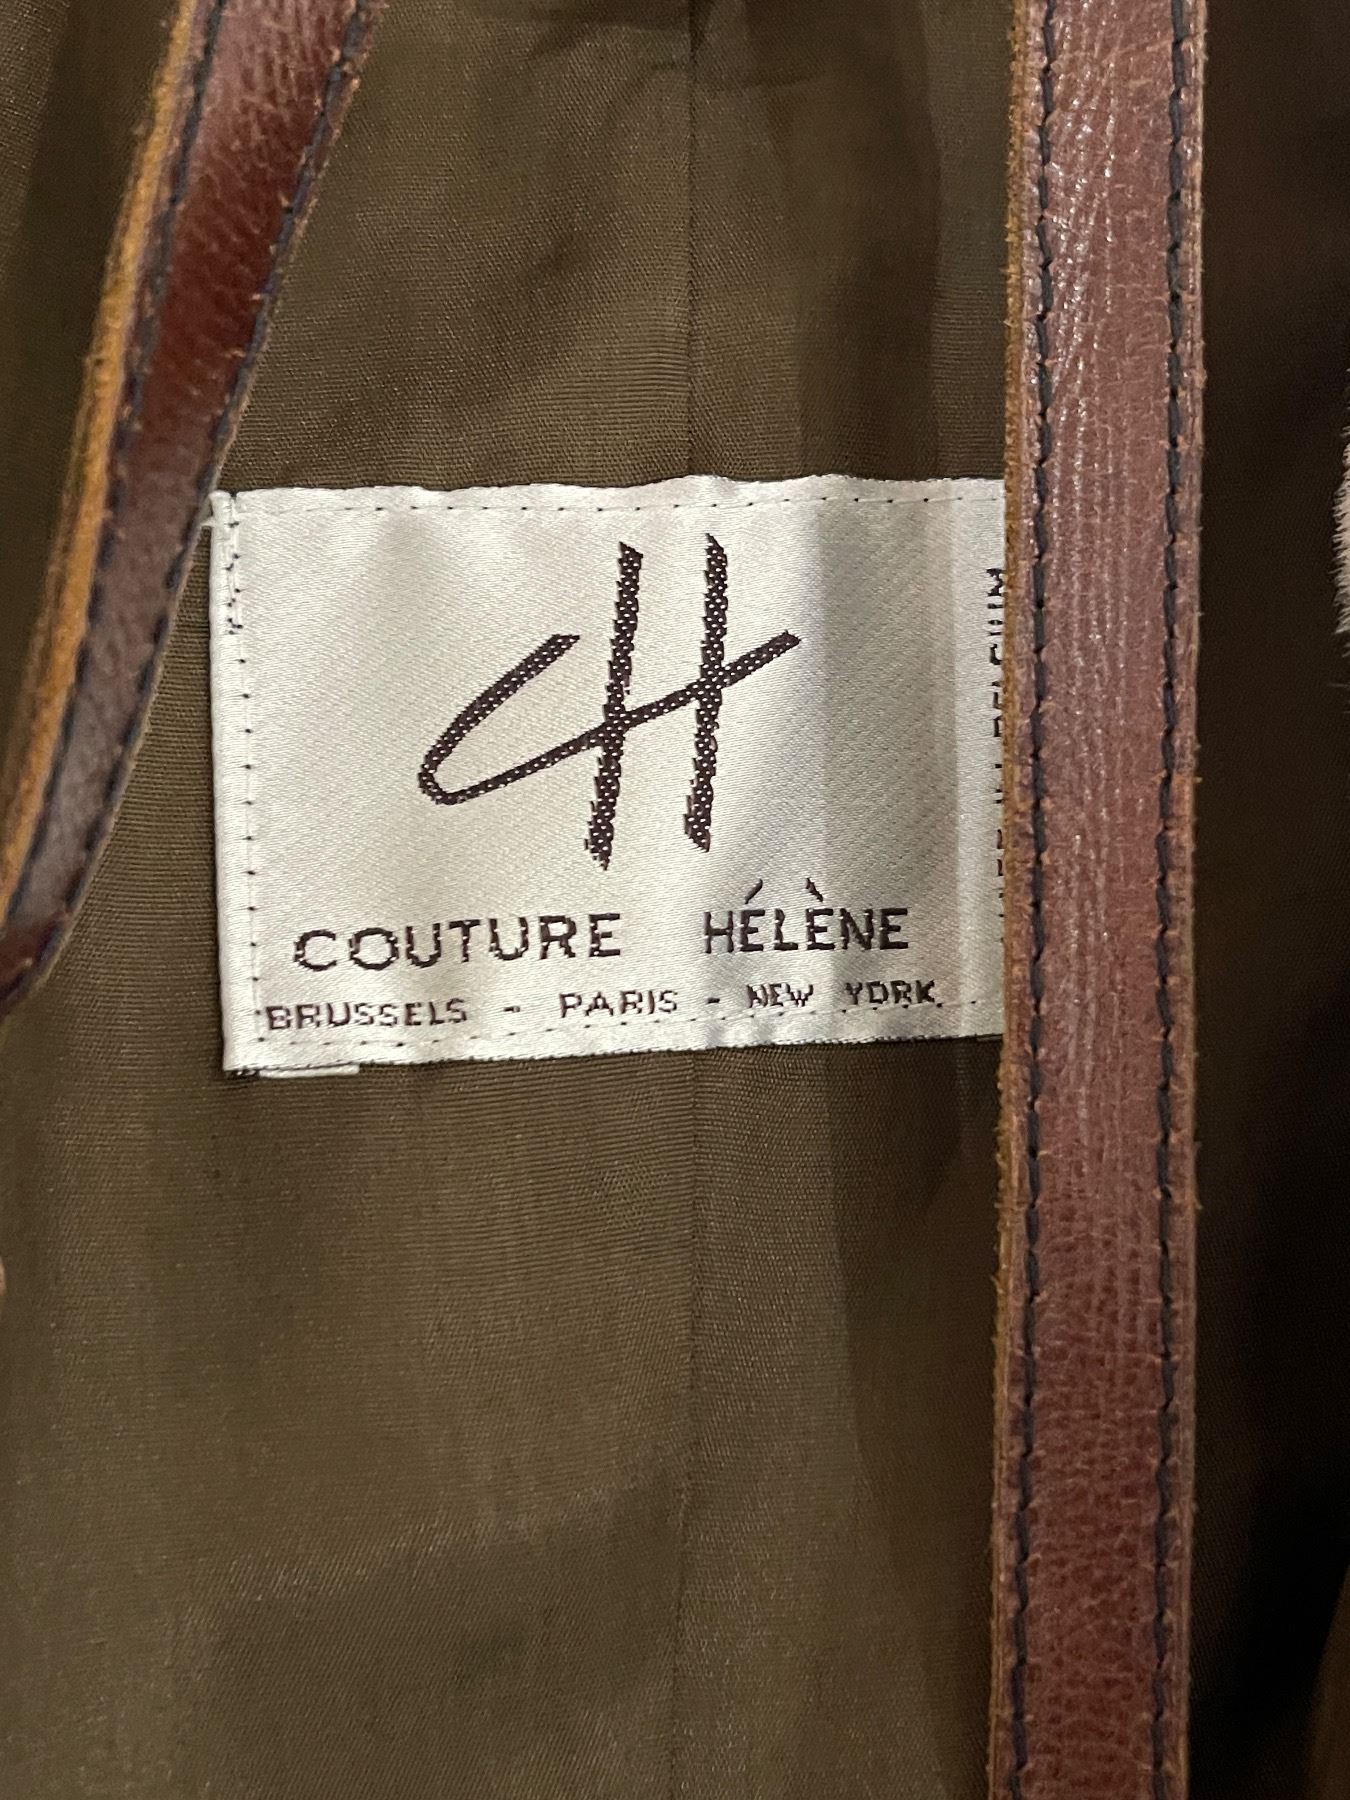 CH
COUTURE HÉLÈNE
BRUSSELS - PARIS - NEW YORK.